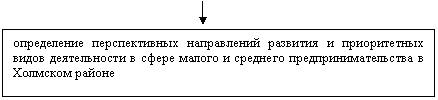 определение перспективных направлений развития и приоритетных
видов деятельности в сфере малого и среднего предпринимательства в
Холмском районе